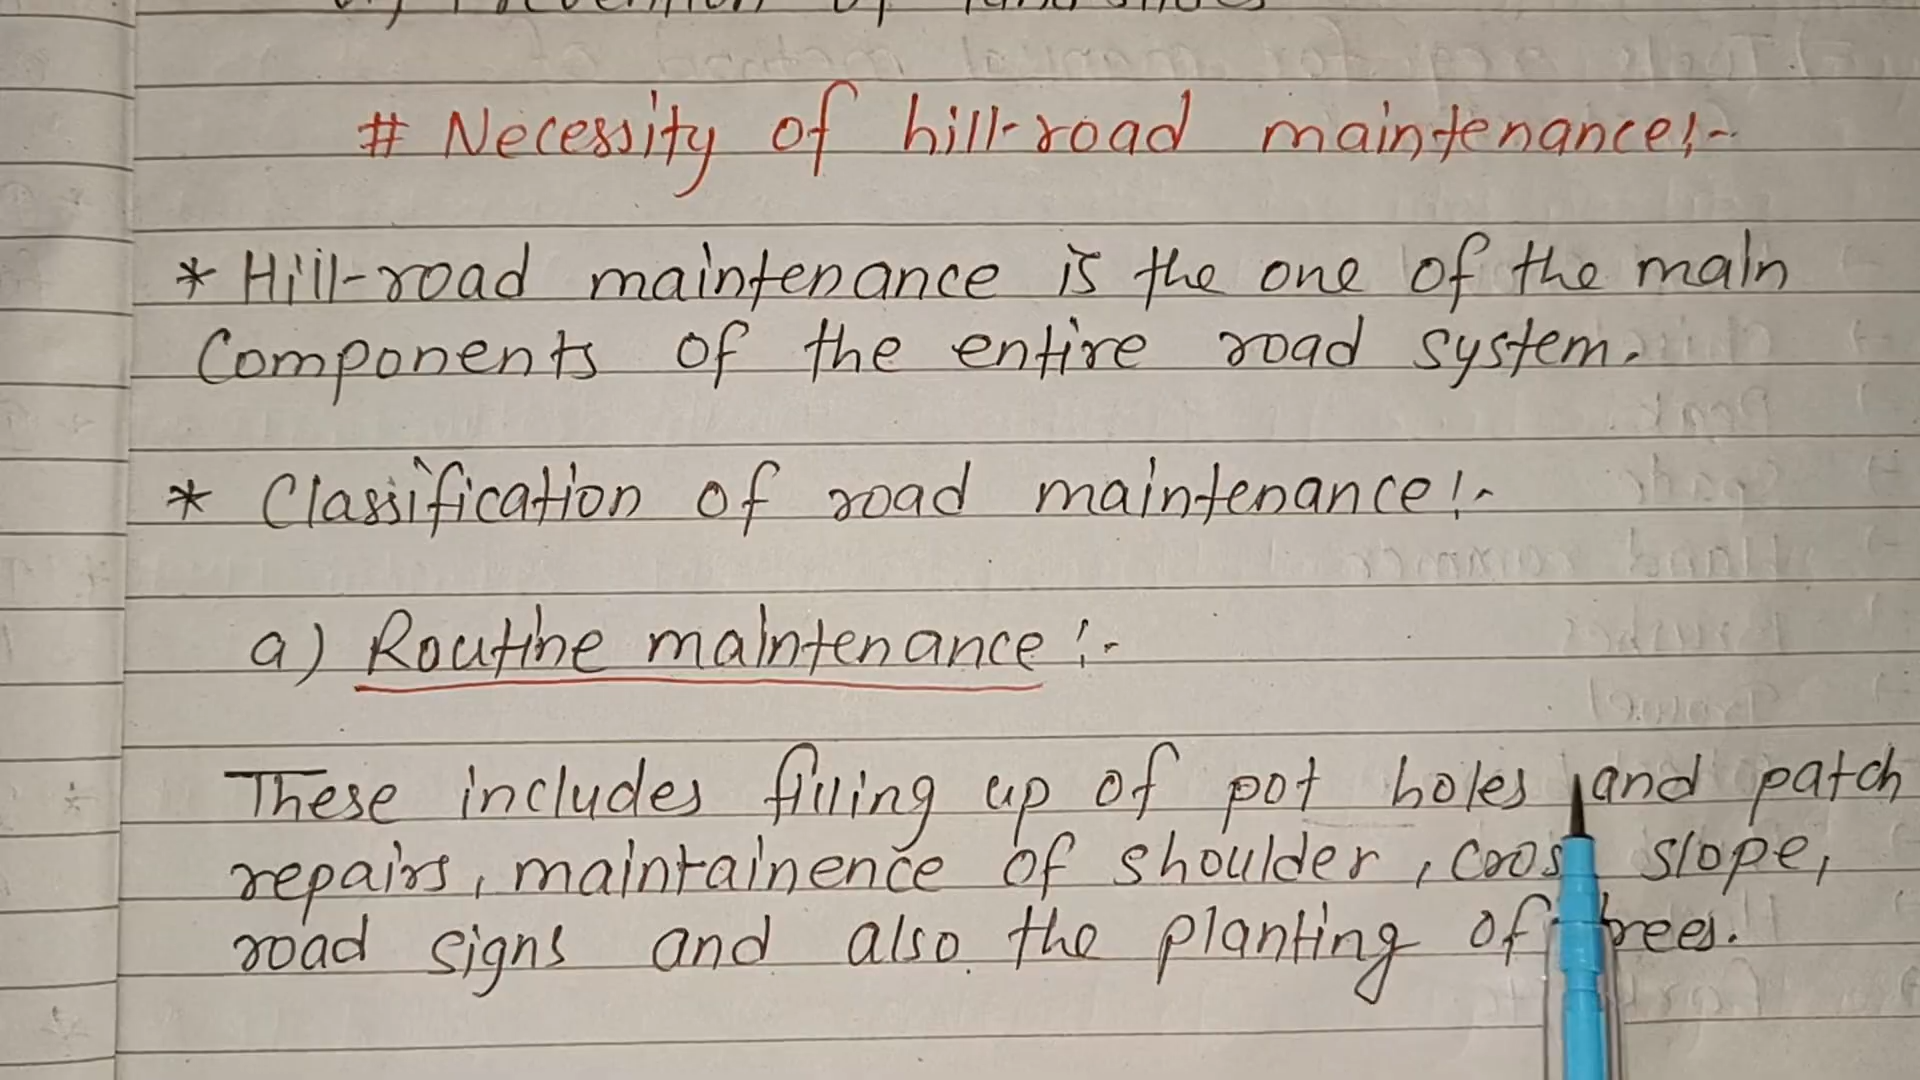 # Necessity of hill-road maintenance:-
* Hill-road maintenance is the one of the main
Components of the entire road system.
* Classification of road maintenance:-
a) Routine maintenance :-
These includes filling up of pot holes and patch
repairs, maintainence of shoulder, slope,
road signs and also the planting of trees.